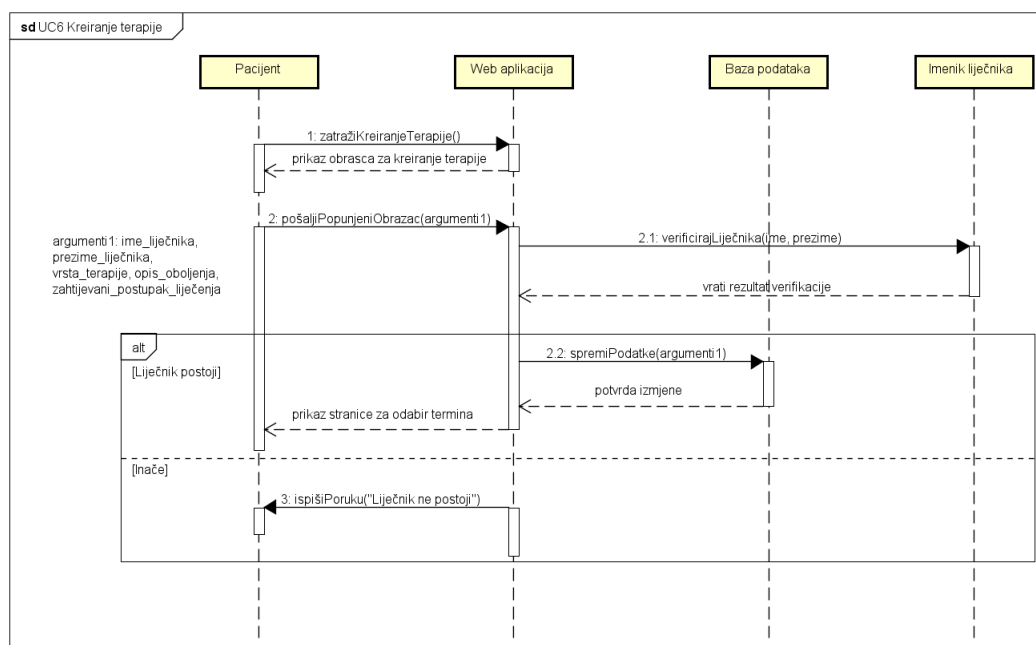 sd UC6 Kreiranje terapije
Pacijent
Web aplikacija
Baza podataka
Imenik liječnika
1: zatražiKreiranjeTerapije()
prikaz obrasca za kreiranje terapije
2: pošaljiPopunjeniObrazac(argumenti1)
argumenti1: ime_liječnika,
prezime_liječnika,
vrsta_terapije, opis_oboljenja,
zahtijevani_postupak_liječenja
2.1: verificirajLiječnika(ime, prezime)
vrati rezultat verifikacije
alt
[Liječnik postoji]
2.2: spremiPodatke(argumenti1)
potvrda izmjene
prikaz stranice za odabir termina
[Inače]
3: ispišiPoruku("Liječnik ne postoji")